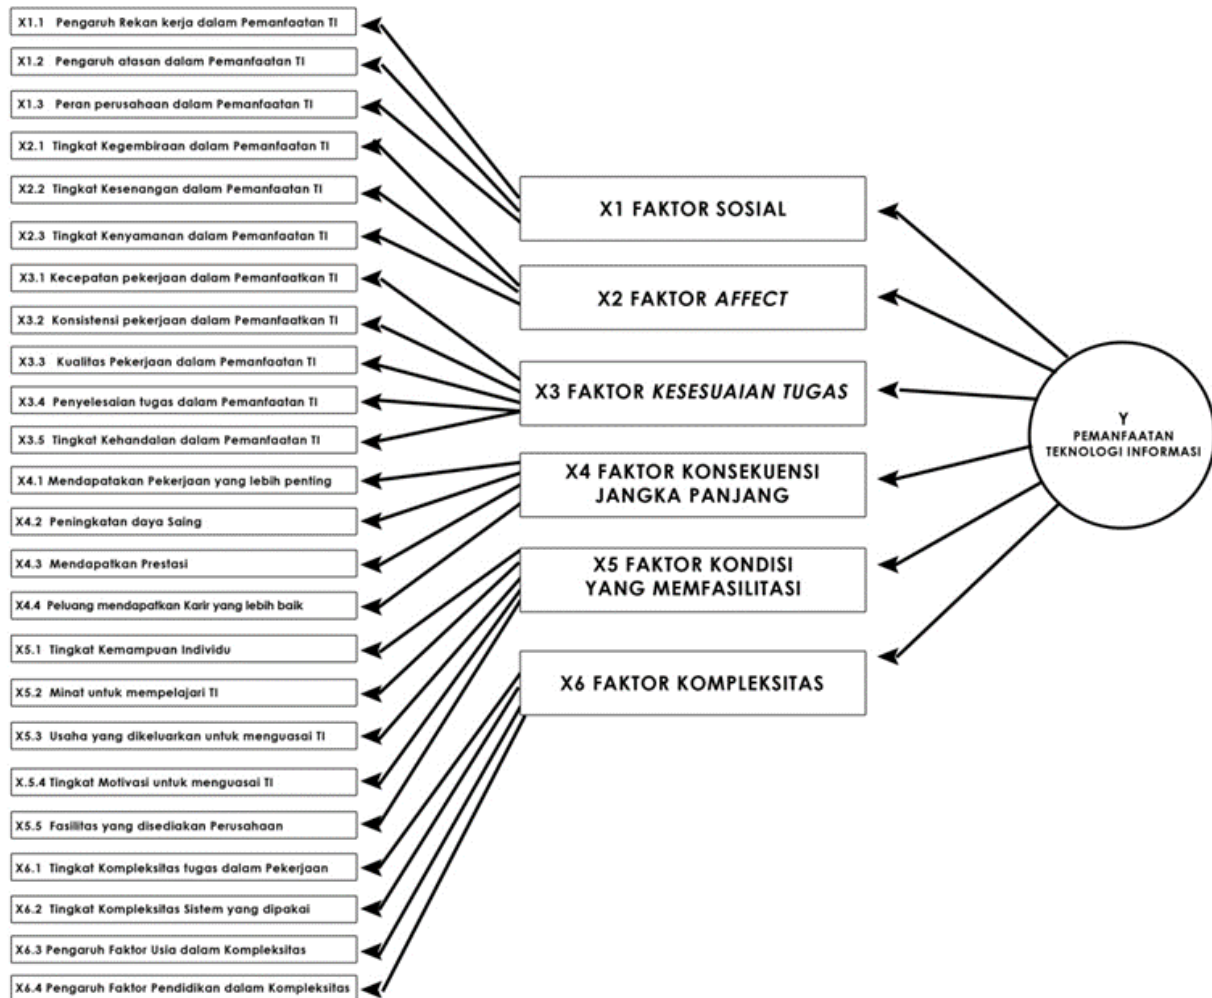 X1.1 Pengaruh Rekan kerja dalam Pemanfaatan TI
X1.2 Pengaruh atasan dalam Pemanfaatan TI
X1.3 Peran perusahaan dalam Pemanfaatan TI
X2.1 Tingkat Kegembiraan dalam Pemanfaatan TI
X2.2 Tingkat Kesenangan dalam Pemanfaatan TI
X2.3 Tingkat Kenyamanan dalam Pemanfaatan TI
X3.1 Kecepatan pekerjaan dalam Pemanfaatkan TI
X3.2 Konsistensi pekerjaan dalam Pemanfaatkan TI
X3.3 Kualitas Pekerjaan dalam Pemanfaatan TI
X3.4 Penyelesaian tugas dalam Pemanfaatan TI
X3.5 Tingkat Kehandalan dalam Pemanfaatan TI
X4.1 Mendapatakan Pekerjaan yang lebih penting
X4.2 Peningkatan daya Saing
X4.3 Mendapatkan Prestasi
X4.4 Peluang mendapatkan Karir yang lebih baik
X5.1 Tingkat Kemampuan Individu
X5.2 Minat untuk mempelajari TI
X5.3 Usaha yang dikeluarkan untuk menguasai TI
X.5.4 Tingkat Motivasi untuk menguasai TI
X5.5 Fasilitas yang disediakan Perusahaan
X6.1 Tingkat Kompleksitas tugas dalam Pekerjaan
X6.2 Tingkat Kompleksitas Sistem yang dipakai
X6.3 Pengaruh Faktor Usia dalam Kompleksitas
X6.4 Pengaruh Faktor Pendidikan dalam Kompleksitas
X1 FAKTOR SOSIAL
X2 FAKTOR AFFECT
X3 FAKTOR KESESUAIAN TUGAS
X4 FAKTOR KONSEKUENSI
JANGKA PANJANG
X5 FAKTOR KONDISI
YANG MEMFASILITASI
X6 FAKTOR KOMPLEKSITAS
Y
PEMANFAATAN
TEKNOLOGI INFORMASI